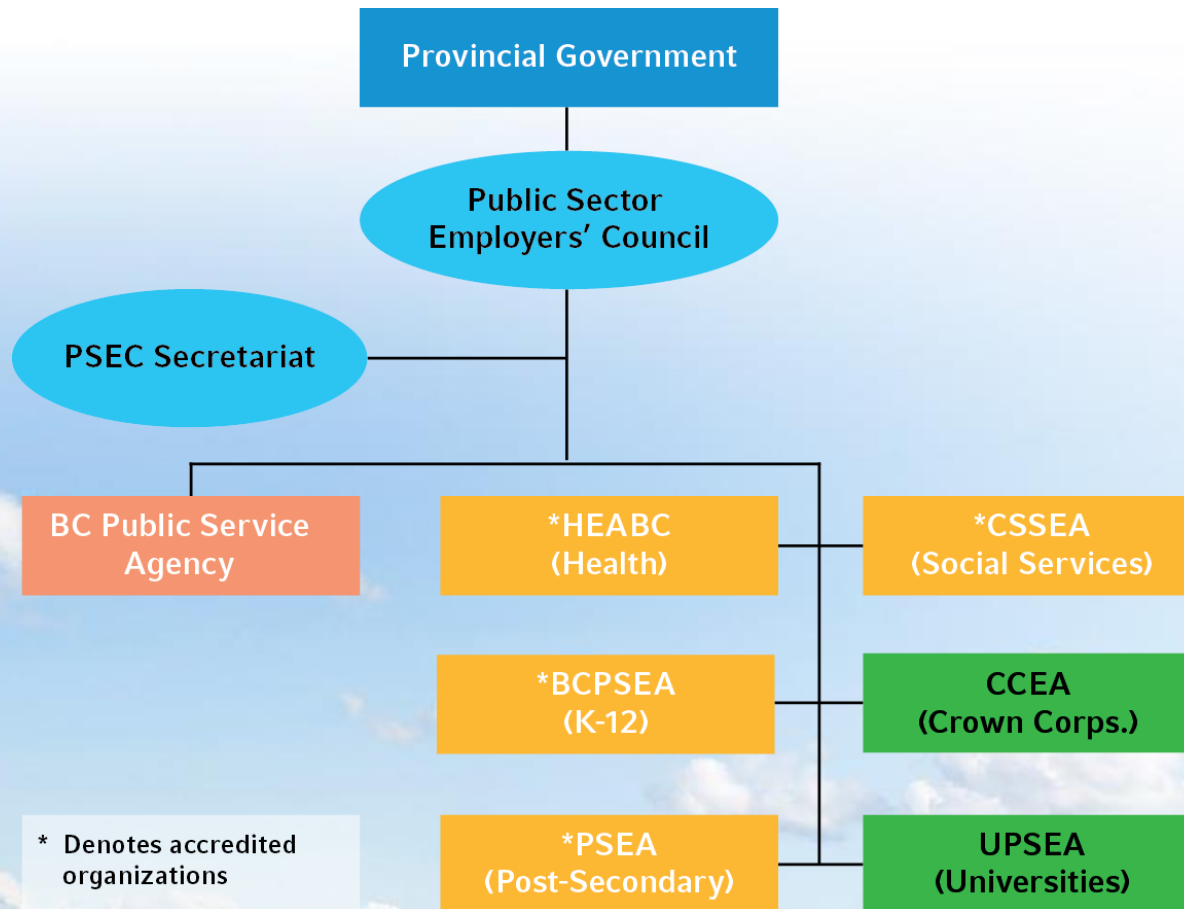 Provincial Government
Public Sector
Employers’ Council
PSEC Secretariat
BC Public Service
Agency
*HEABC
(Health)
*CSSEA
(Social Services)
*BCPSEA
(K-12)
CCEA
(Crown Corps.)
* Denotes accredited
organizations
*PSEA
(Post-Secondary)
UPSEA
(Universities)